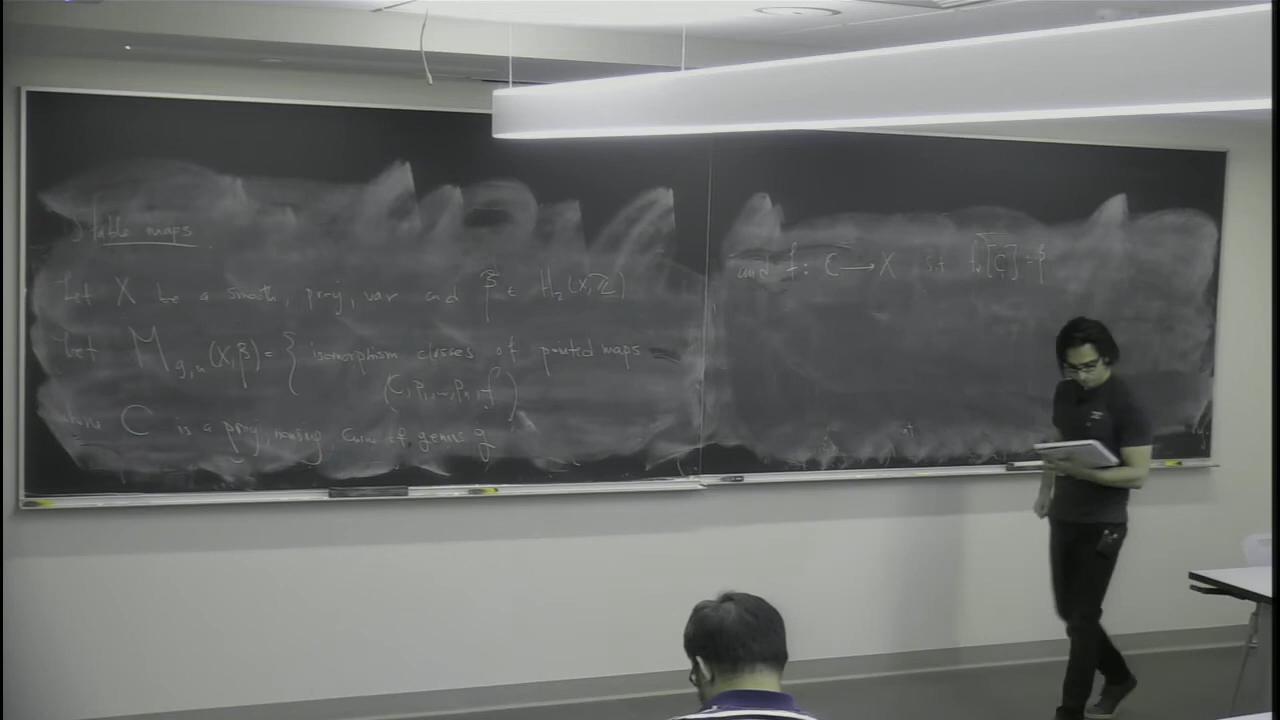 Stable maps
Let X be a smooth, proj, var and β ∈ H₂(X,ℤ)
Let M_{g,n}(X,β) = { isomorphism classes of pointed maps
(C, p₁, ..., pₙ, f)
where C is a proj, nonsing curve of genus g
and f: C → X s.t. f_*[C] = β